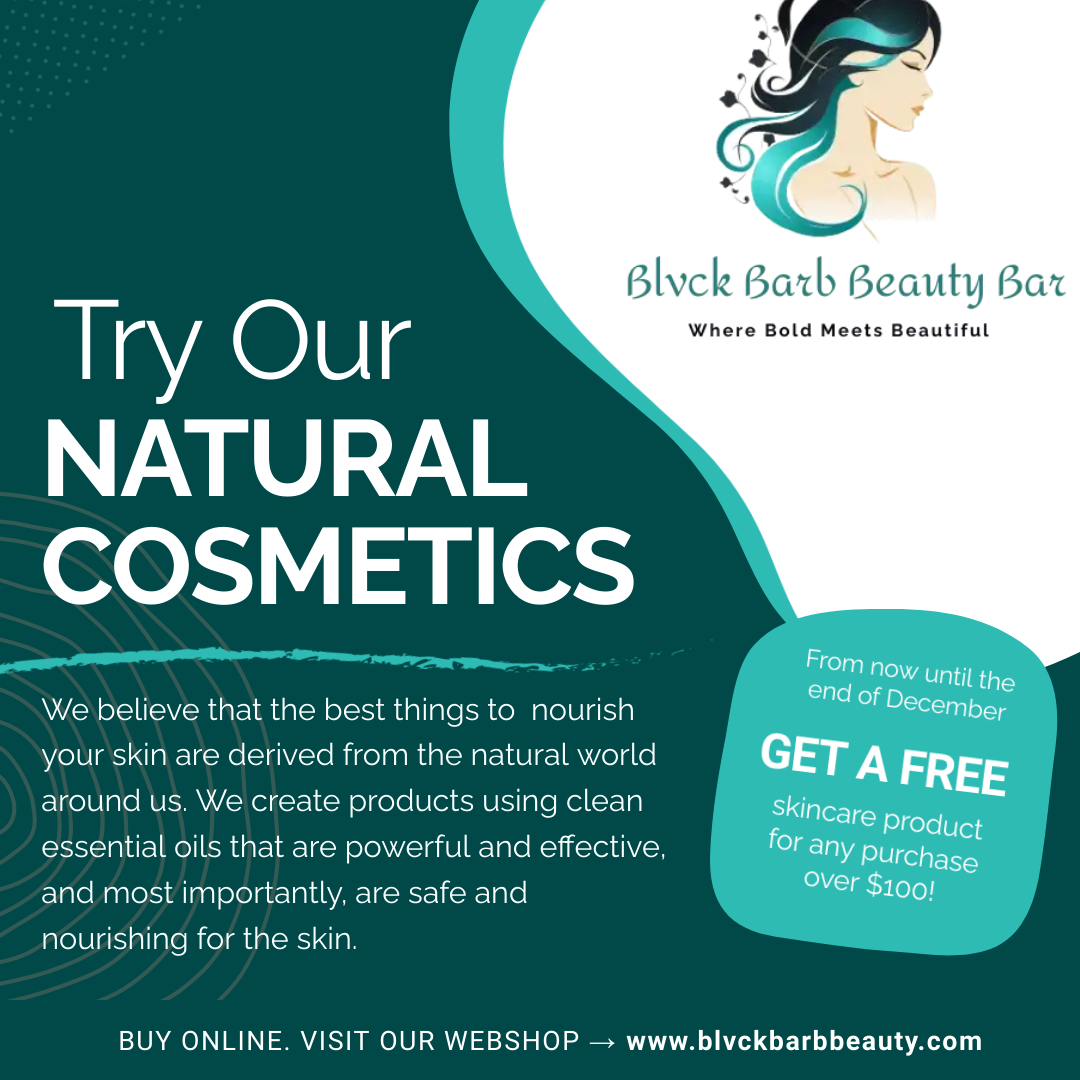 Blvck Barb Beauty Bar
Where Bold Meets Beautiful
Try Our
NATURAL
COSMETICS
We believe that the best things to  nourish
your skin are derived from the natural world
around us. We create products using clean
essential oils that are powerful and effective,
and most importantly, are safe and
nourishing for the skin.
From now until the
end of December
GET A FREE
skincare product
for any purchase
over $100!
BUY ONLINE. VISIT OUR WEBSHOP → www.blvckbarbbeauty.com